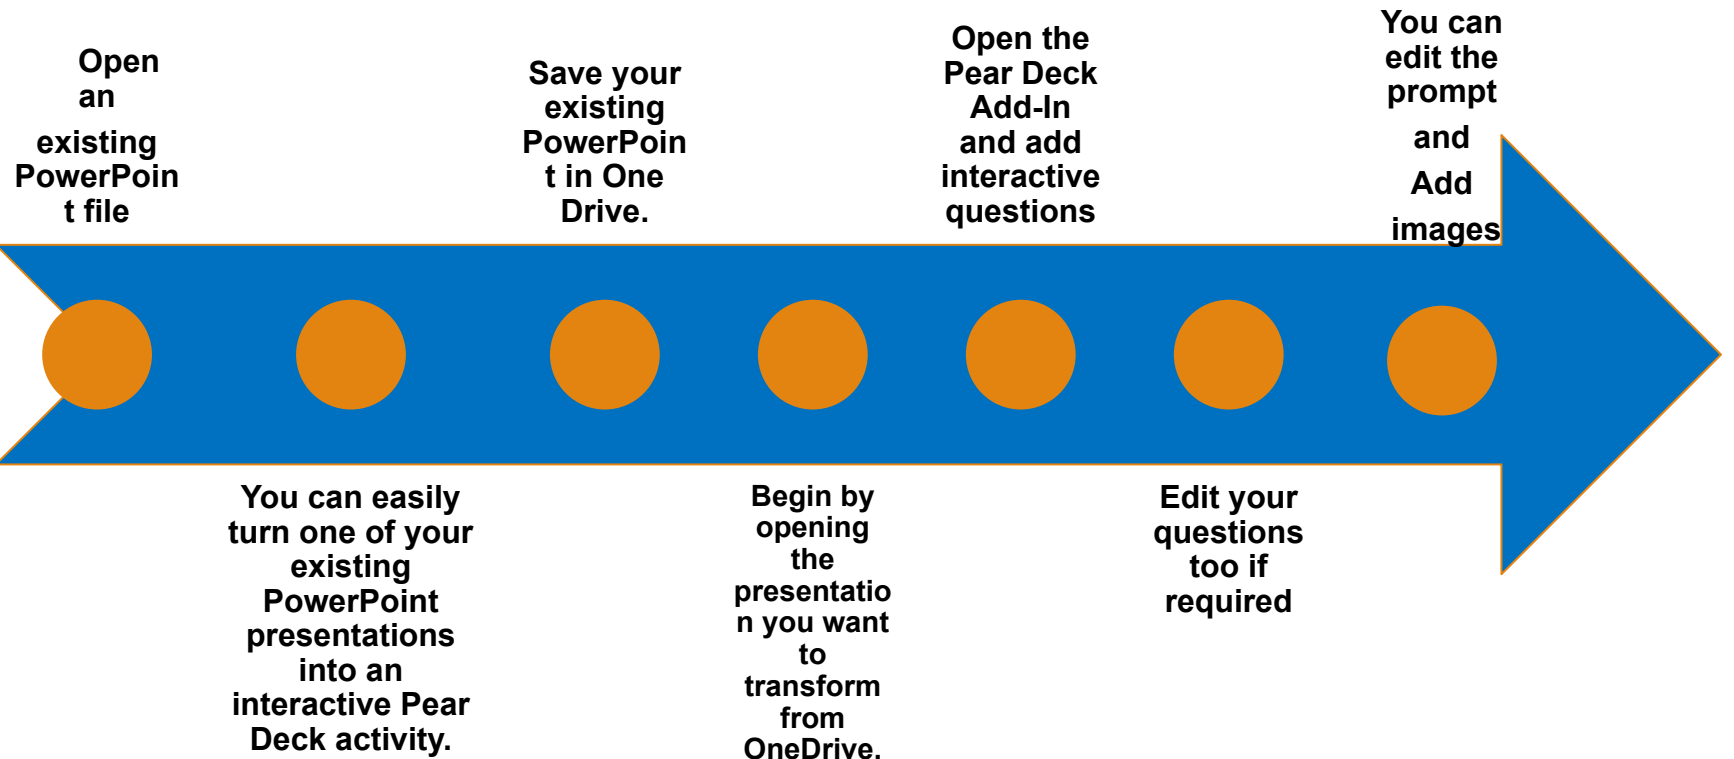 Open
an
existing
PowerPoin
t file
You can easily
turn one of your
existing
PowerPoint
presentations
into an
interactive Pear
Deck activity.
Save your
existing
PowerPoin
t in One
Drive.
Begin by
opening
the
presentatio
n you want
to
transform
from
OneDrive.
Open the
Pear Deck
Add-In
and add
interactive
questions
Edit your
questions
too if
required
You can
edit the
prompt
and
Add
images